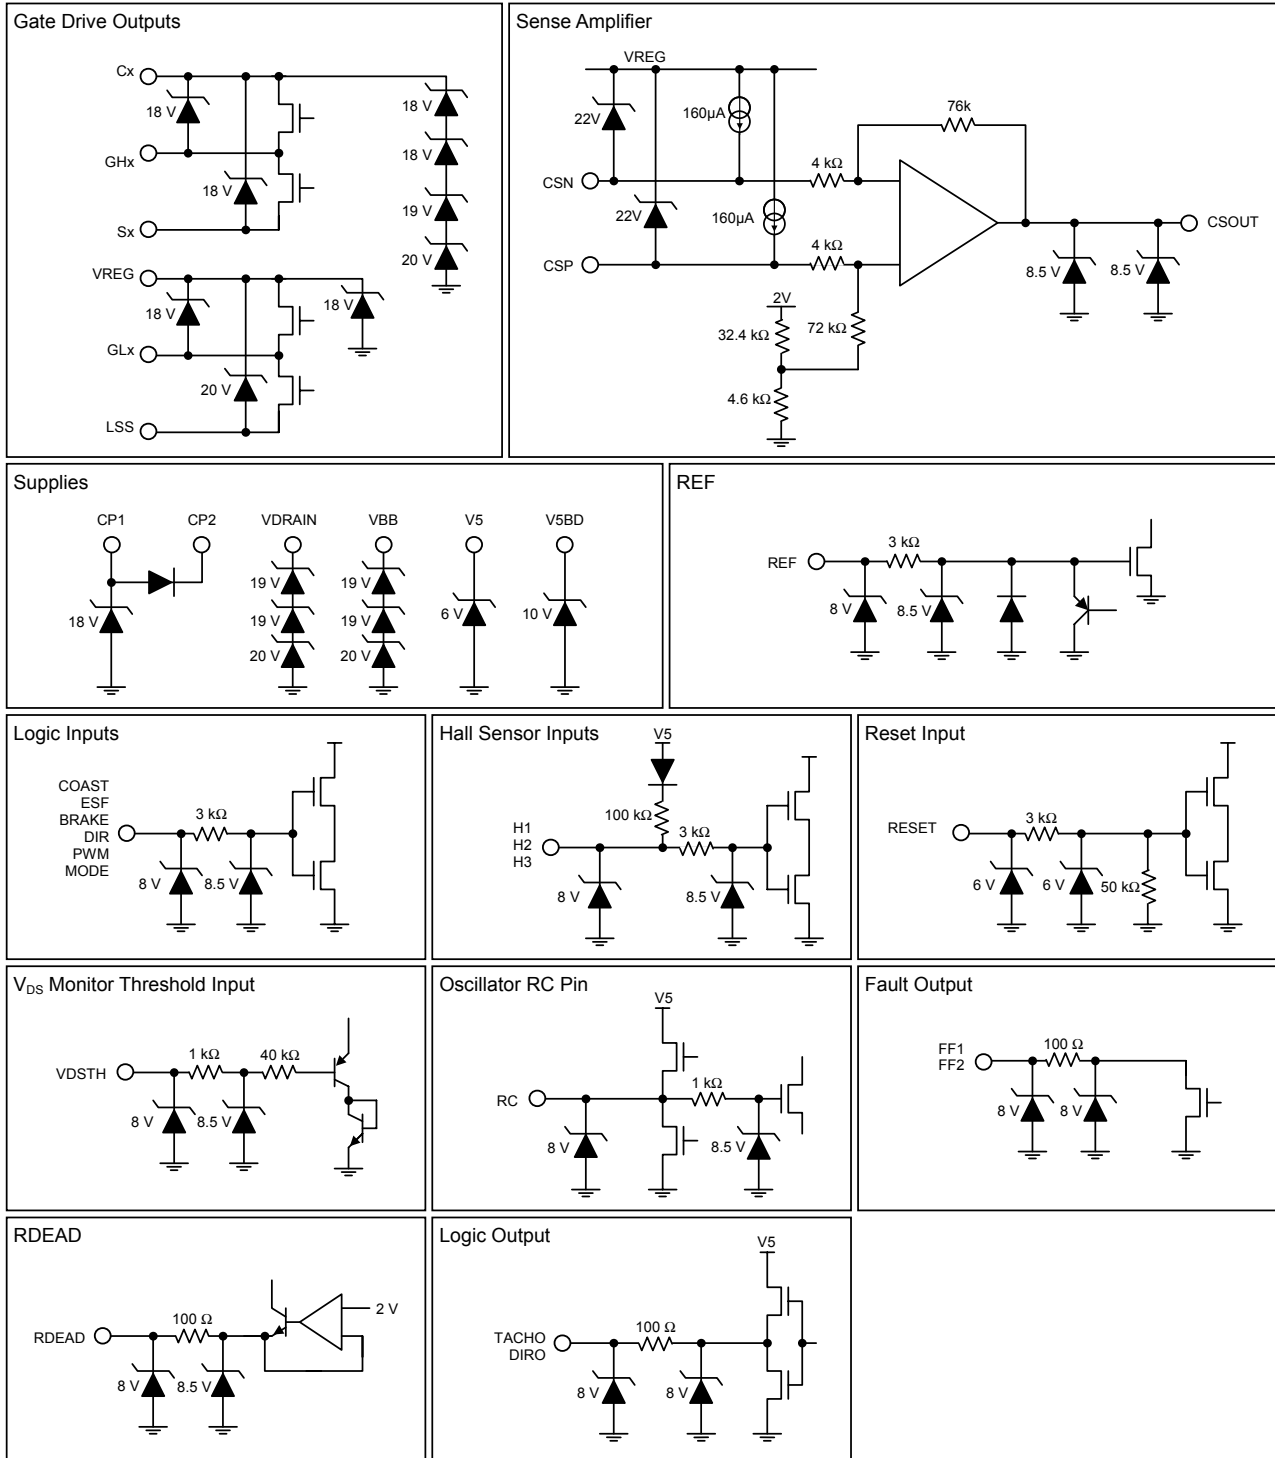 Gate Drive Outputs
Cx
18 V
GHx
18 V
Sx
18 V
18 V
19 V
20 V
VREG
18 V
18 V
GLx
20 V
LSS
Sense Amplifier
VREG
22V
160µA
76k
4 kΩ
CSN
22V
160µA
CSOUT
4 kΩ
CSP
8.5 V
8.5 V
2V
32.4 kΩ
72 kΩ
4.6 kΩ
Supplies
CP1
CP2
VDRAIN
VBB
V5
V5BD
18 V
19 V
19 V
20 V
19 V
19 V
20 V
6 V
10 V
REF
3 kΩ
REF
8 V
8.5 V
Logic Inputs
COAST
ESF
BRAKE
DIR
PWM
MODE
3 kΩ
8 V
8.5 V
Hall Sensor Inputs
V5
100 kΩ
H1
H2
H3
3 kΩ
8 V
8.5 V
Reset Input
RESET
3 kΩ
6 V
6 V
50 kΩ
VDS Monitor Threshold Input
1 kΩ
40 kΩ
VDSTH
8 V
8.5 V
Oscillator RC Pin
V5
1 kΩ
RC
8 V
8.5 V
Fault Output
FF1
FF2
100 Ω
8 V
8 V
RDEAD
2 V
100 Ω
RDEAD
8 V
8.5 V
Logic Output
V5
TACHO
DIRO
100 Ω
8 V
8 V